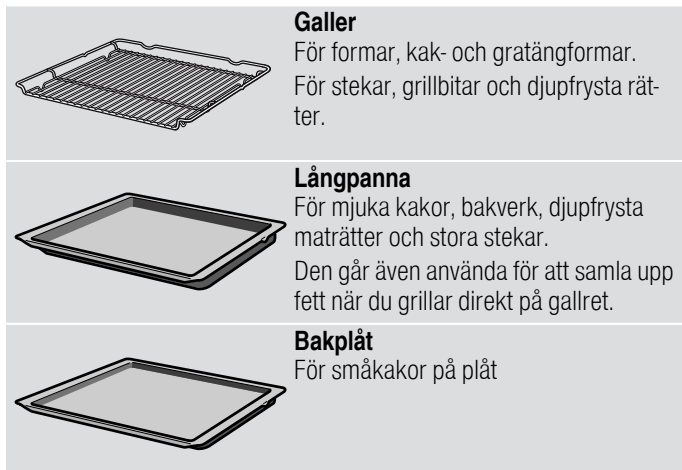 Galler
För formar, kak- och gratängformar.
För stekar, grillbitar och djupfrysta rät-
ter.
Långpanna
För mjuka kakor, bakverk, djupfrysta
maträtter och stora stekar.
Den går även använda för att samla upp
fett när du grillar direkt på gallret.
Bakplåt
För småkakor på plåt